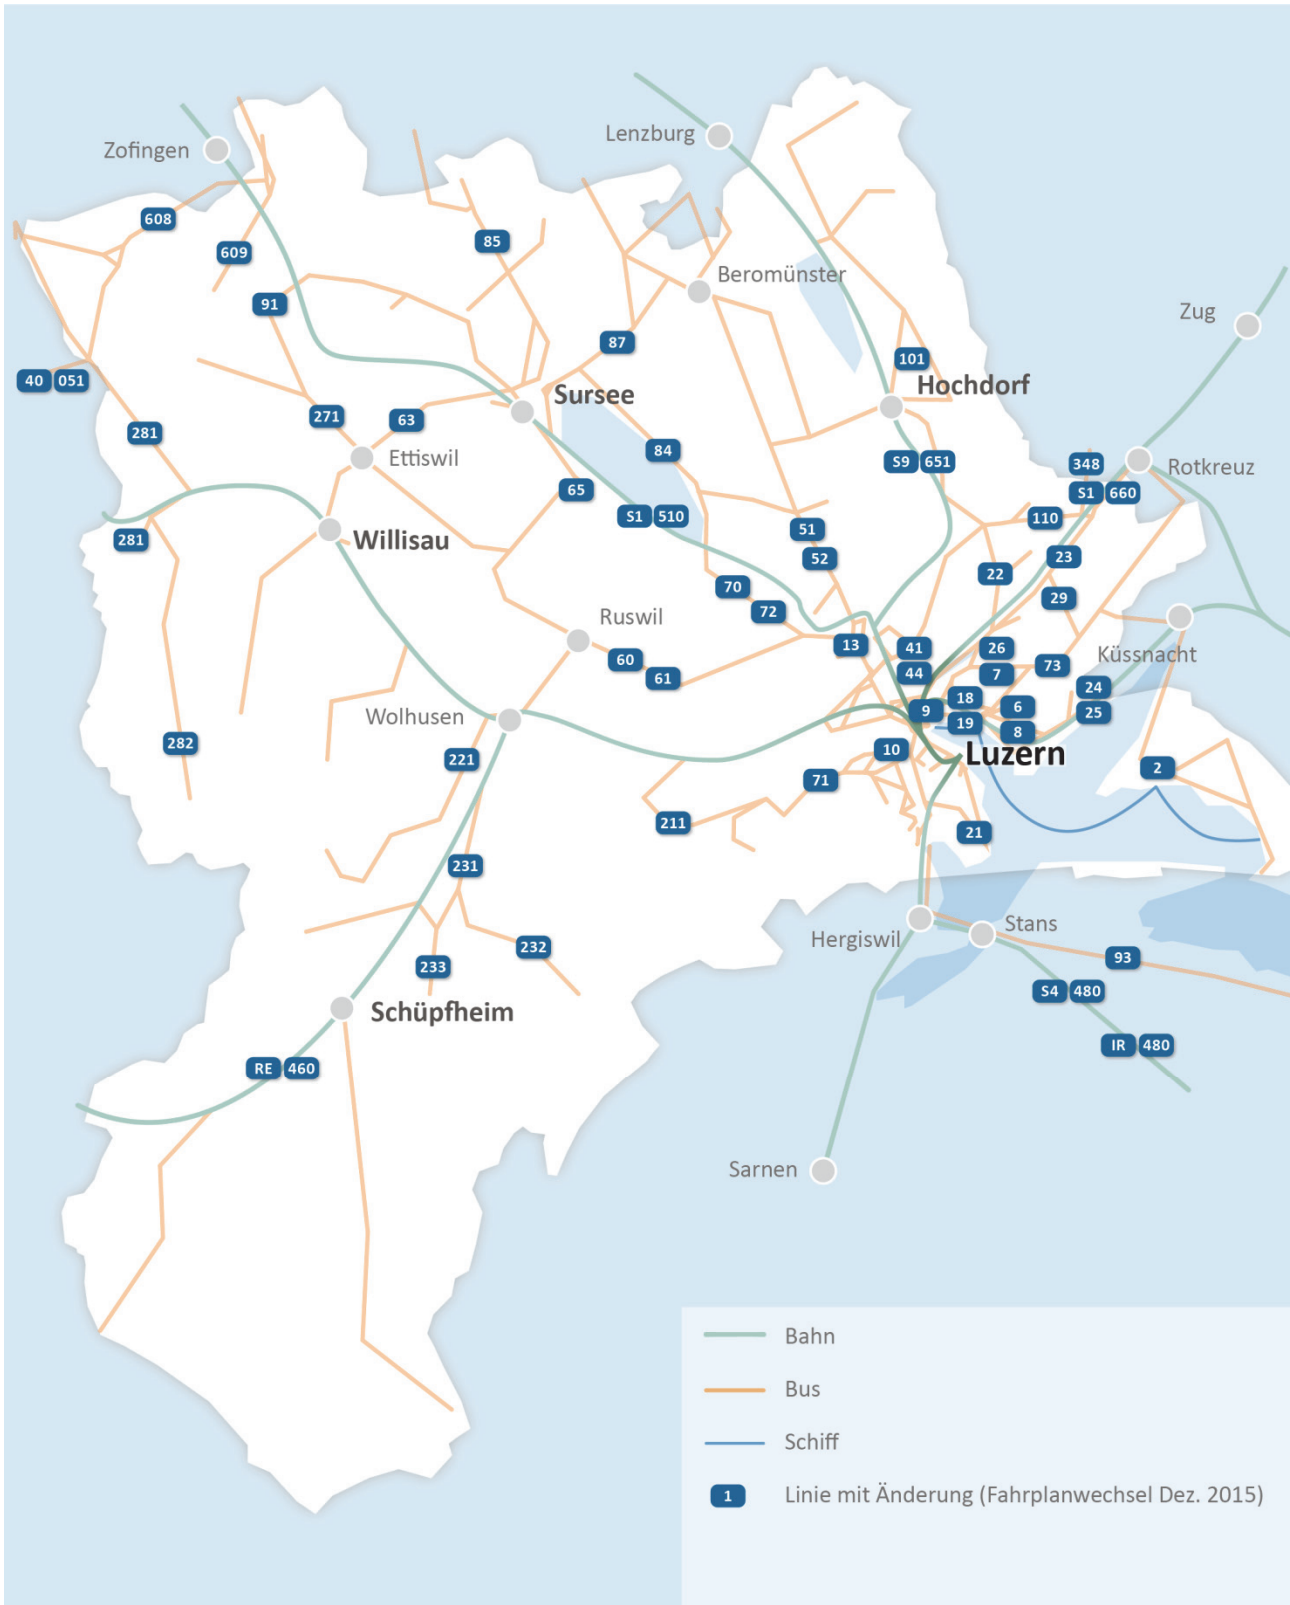 Lenzburg
Zofingen
608
85
609
Beromünster
91
Zug
87
101
40 051
Hochdorf
Sursee
271
63
281
84
Ettiswil
S9 651
348
Rotkreuz
65
S1 660
S1 510
110
51
281
Willisau
52
23
22
70
29
72
Ruswil
13
41
26
Küssnacht
60
73
61
44
7
24
18
9
6
25
Wolhusen
19
8
282
10
Luzern
221
2
71
211
21
231
Stans
Hergiswil
232
93
233
S4 480
Schüpfheim
IR 480
RE 460
Sarnen
Bahn
Bus
Schiff
1 Linie mit Änderung (Fahrplanwechsel Dez. 2015)